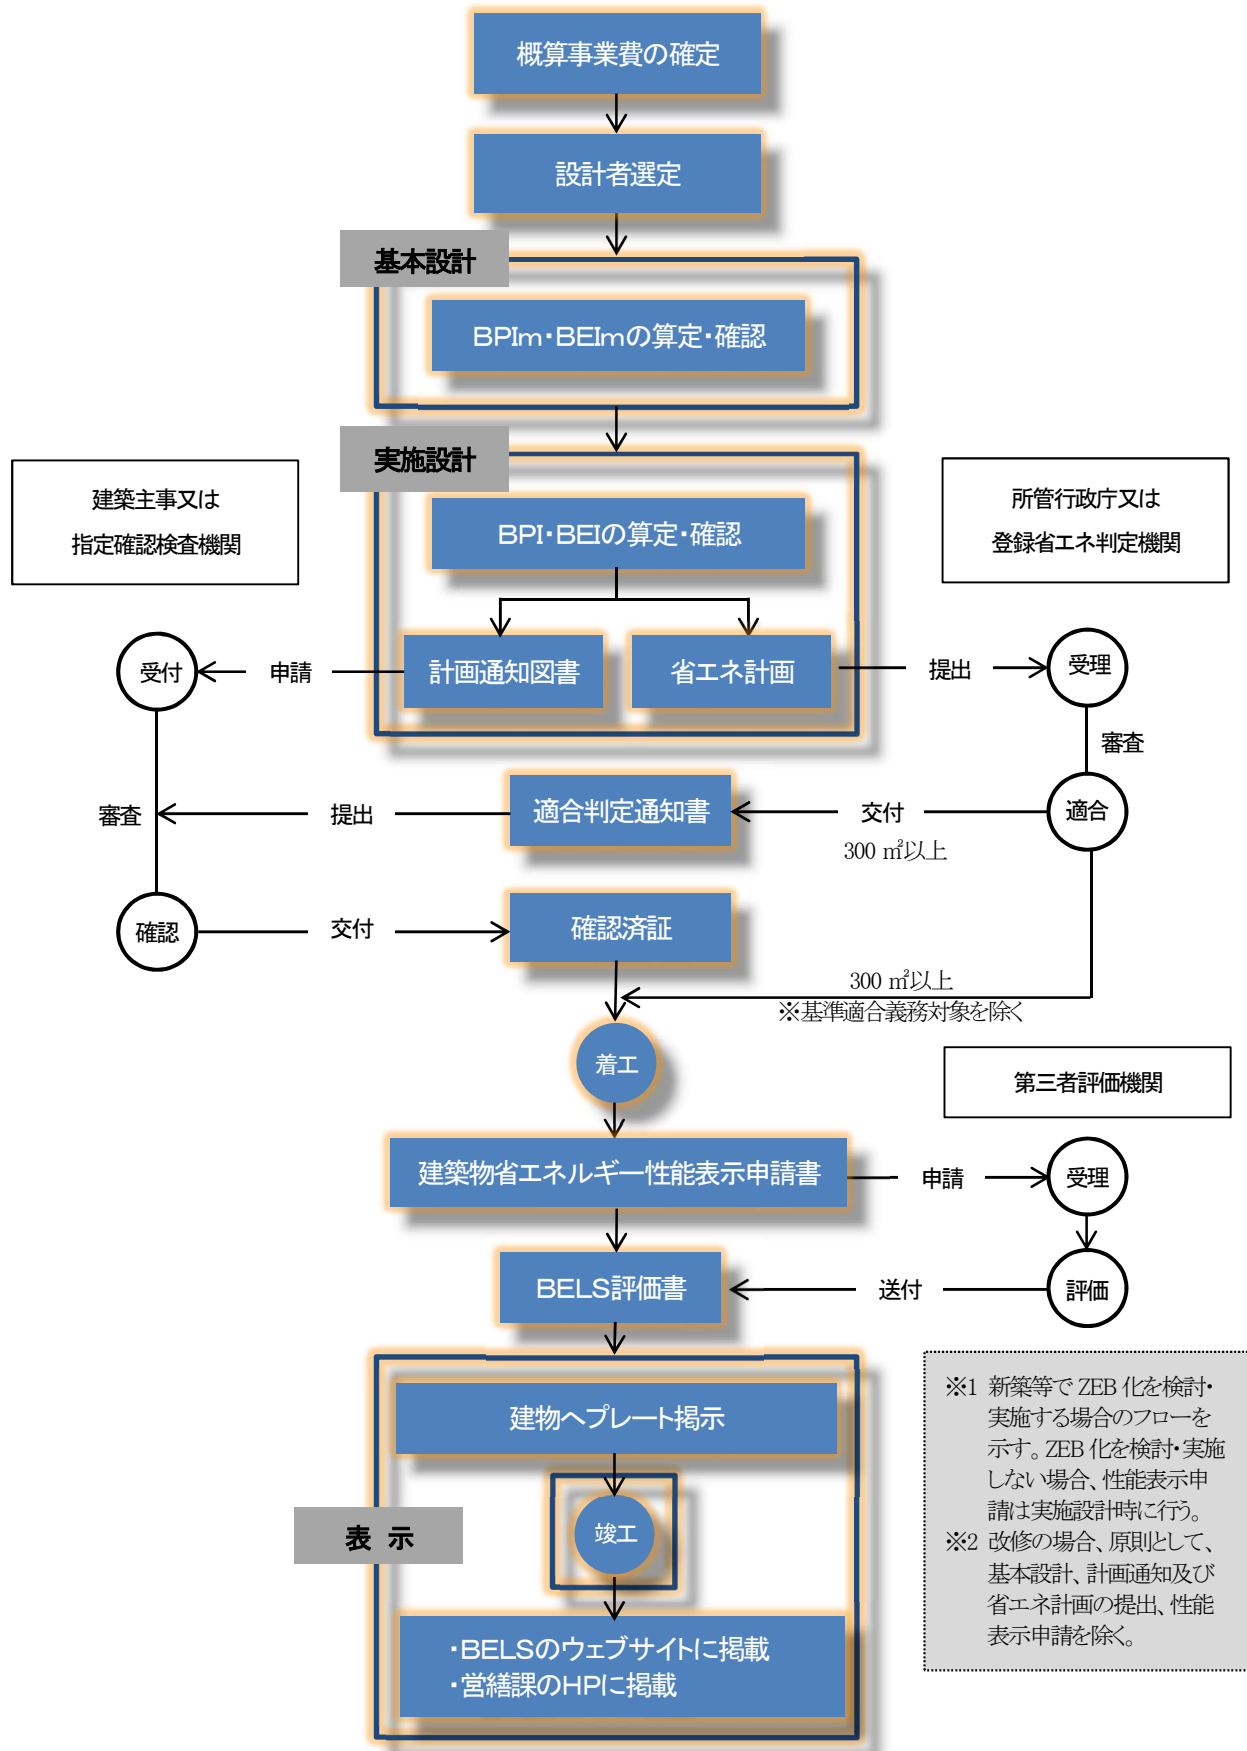 概算事業費の確定
設計者選定
基本設計
BPIm・BEImの算定・確認
実施設計
建築主事又は
指定確認検査機関
所管行政庁又は
登録省エネ判定機関
BPI・BEIの算定・確認
受付
申請
計画通知図書
省エネ計画
提出
受理
審査
審査
提出
適合判定通知書
交付
300 ㎡以上
適合
確認
交付
確認済証
300 ㎡以上
※基準適合義務対象を除く
着工
第三者評価機関
建築物省エネルギー性能表示申請書
申請
受理
BELS評価書
送付
評価
建物へプレート掲示
表 示
竣工
・BELSのウェブサイトに掲載
・営繕課のHPに掲載
※1 新築等で ZEB 化を検討・
実施する場合のフローを
示す。ZEB 化を検討・実施
しない場合、性能表示申
請は実施設計時に行う。
※2 改修の場合、原則として、
基本設計、計画通知及び
省エネ計画の提出、性能
表示申請を除く。